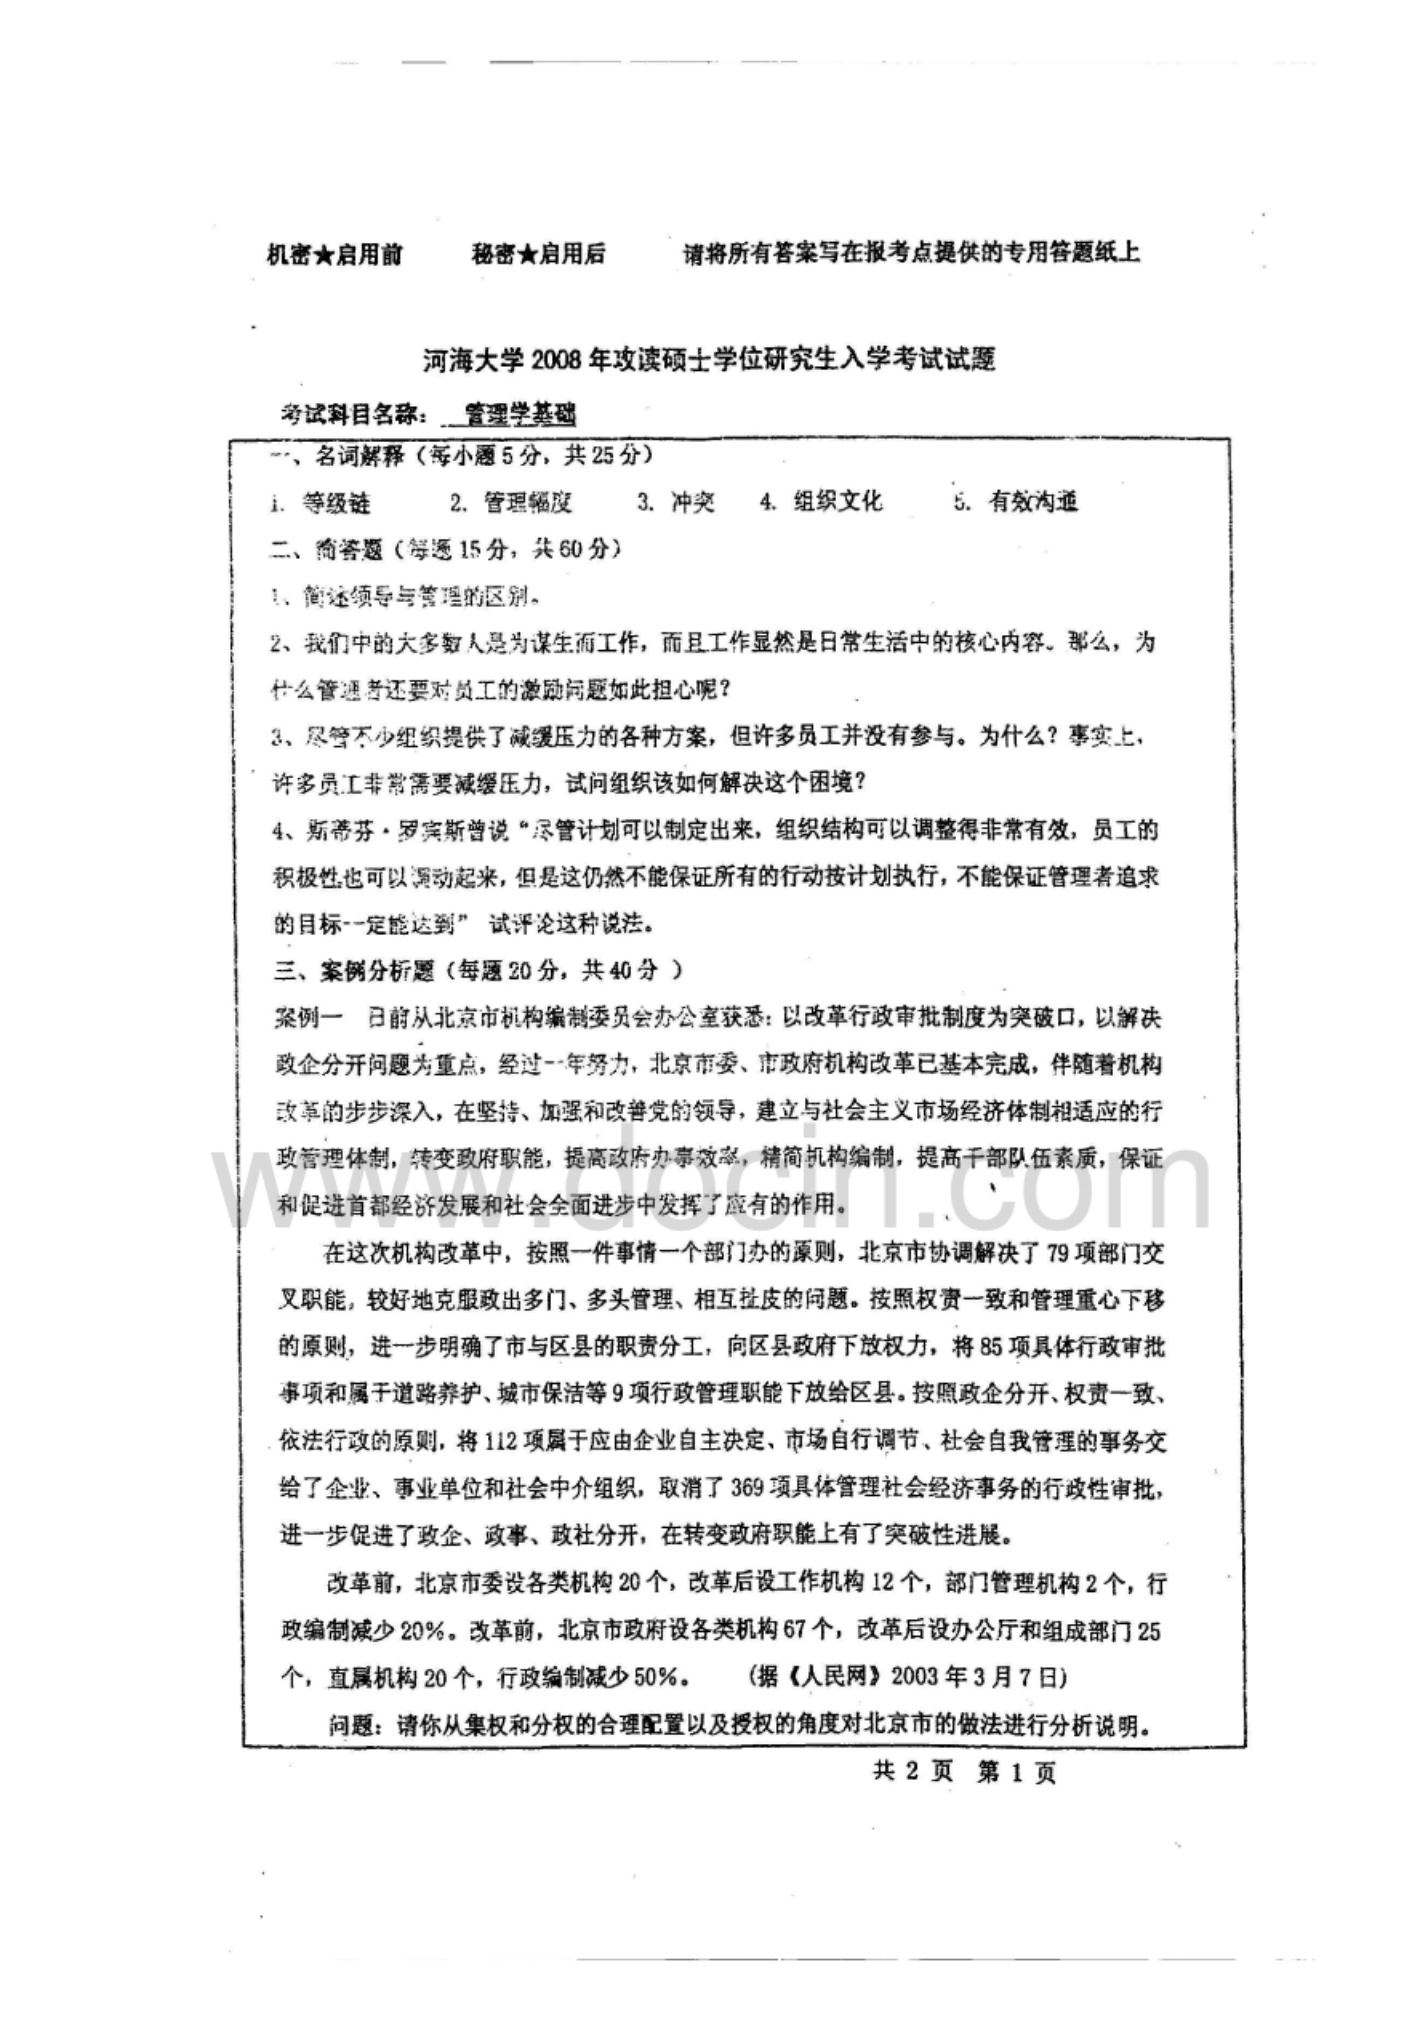 机密★启用前 秘密★启用后 请将所有答案写在报考点提供的专用答题纸上
河海大学 2008 年攻读硕士学位研究生入学考试试题
考试科目名称： 管理学基础
一、名词解释（每小题 5 分，共 25 分）
1. 等级链 2. 管理幅度 3. 冲突 4. 组织文化 5. 有效沟通
二、简答题（每题 15 分，共 60 分）
1、简述领导与管理的区别。
2、我们中的大多数人是为谋生而工作，而且工作显然是日常生活中的核心内容。那么，为
什么管理者还要对员工的激励问题如此担心呢？
3、尽管不少组织提供了减缓压力的各种方案，但许多员工并没有参与。为什么？事实上，
许多员工非常需要减缓压力，试问组织该如何解决这个困境？
4、斯蒂芬·罗宾斯曾说“尽管计划可以制定出来，组织结构可以调整得非常有效，员工的
积极性也可以调动起来，但是这仍然不能保证所有的行动按计划执行，不能保证管理者追求
的目标一定能达到” 试评论这种说法。
三、案例分析题（每题 20 分，共 40 分 ）
案例一 日前从北京市机构编制委员会办公室获悉：以改革行政审批制度为突破口，以解决
政企分开问题为重点，经过一年努力，北京市委、市政府机构改革已基本完成，伴随着机构
改革的步步深入，在坚持、加强和改善党的领导，建立与社会主义市场经济体制相适应的行
政管理体制，转变政府职能，提高政府办事效率，精简机构编制，提高干部队伍素质，保证
和促进首都经济发展和社会全面进步中发挥了应有的作用。
www.docin.com
在这次机构改革中，按照一件事情一个部门办的原则，北京市协调解决了 79 项部门交
叉职能，较好地克服政出多门、多头管理、相互扯皮的问题。按照权责一致和管理重心下移
的原则，进一步明确了市与区县的职责分工，向区县政府下放权力，将 85 项具体行政审批
事项和属于道路养护、城市保洁等 9 项行政管理职能下放给区县。按照政企分开、权责一致、
依法行政的原则，将 112 项属于应由企业自主决定、市场自行调节、社会自我管理的事务交
给了企业、事业单位和社会中介组织，取消了 369 项具体管理社会经济事务的行政性审批，
进一步促进了政企、政事、政社分开，在转变政府职能上有了突破性进展。
改革前，北京市委设各类机构 20 个，改革后设工作机构 12 个，部门管理机构 2 个，行
政编制减少 20%。改革前，北京市政府设各类机构 67 个，改革后设办公厅和组成部门 25
个，直属机构 20 个，行政编制减少 50%。 （据《人民网》2003 年 3 月 7 日）
问题：请你从集权和分权的合理配置以及授权的角度对北京市的做法进行分析说明。
共 2 页 第 1 页